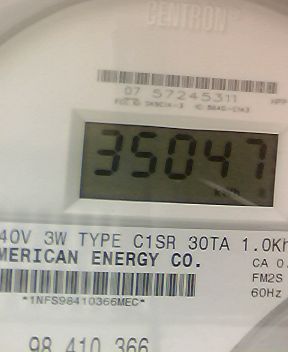 CENTRON
07 57245311
35047
kWh
40V 3W TYPE C1SR 30TA 1.0Kh
MERICAN ENERGY CO.
CA 0.
FM2S
60Hz
*1NFS98410366MEC*
98 410 366